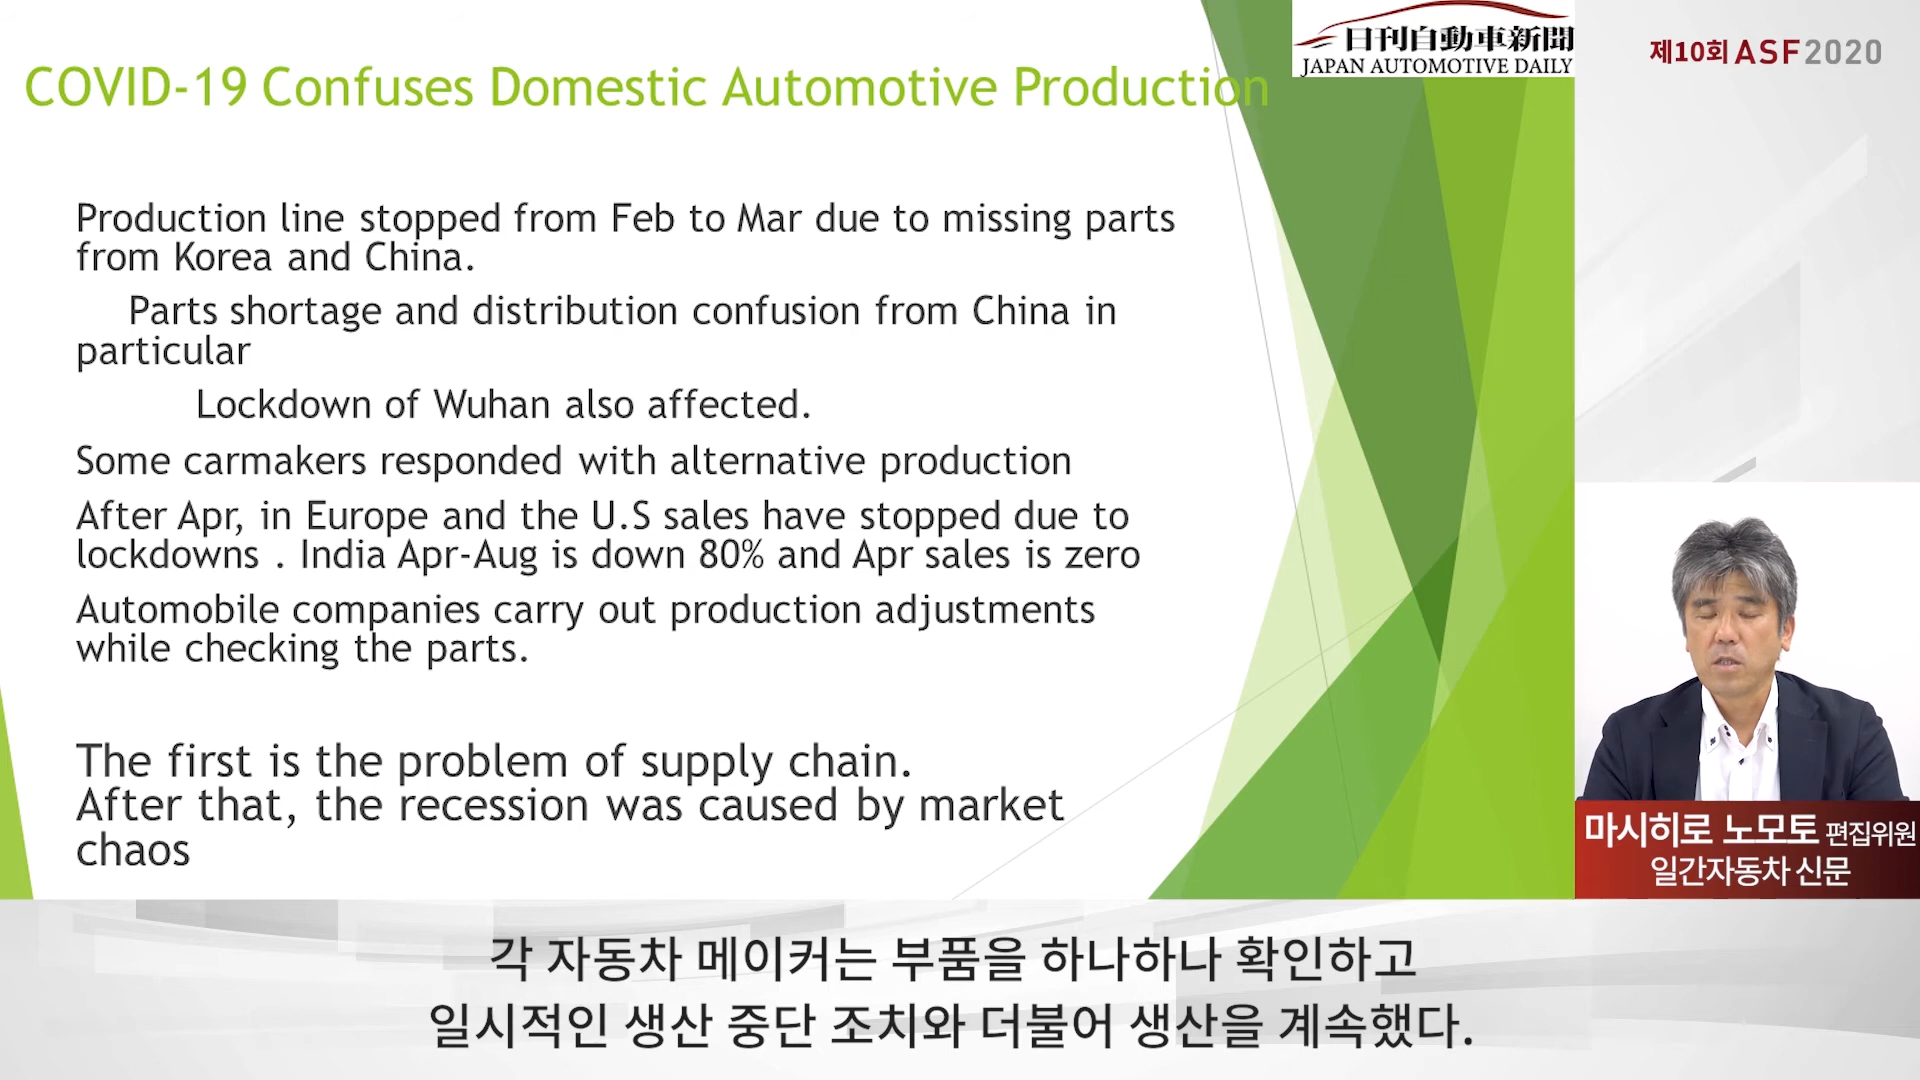 COVID-19 Confuses Domestic Automotive Production
日刊自動車新聞
JAPAN AUTOMOTIVE DAILY
제10회 ASF2020
Production line stopped from Feb to Mar due to missing parts
from Korea and China.
Parts shortage and distribution confusion from China in
particular
Lockdown of Wuhan also affected.
Some carmakers responded with alternative production
After Apr, in Europe and the U.S sales have stopped due to
lockdowns . India Apr-Aug is down 80% and Apr sales is zero
Automobile companies carry out production adjustments
while checking the parts.
The first is the problem of supply chain.
After that, the recession was caused by market
chaos
마시히로 노모토 편집위원
일간자동차 신문
각 자동차 메이커는 부품을 하나하나 확인하고
일시적인 생산 중단 조치와 더불어 생산을 계속했다.